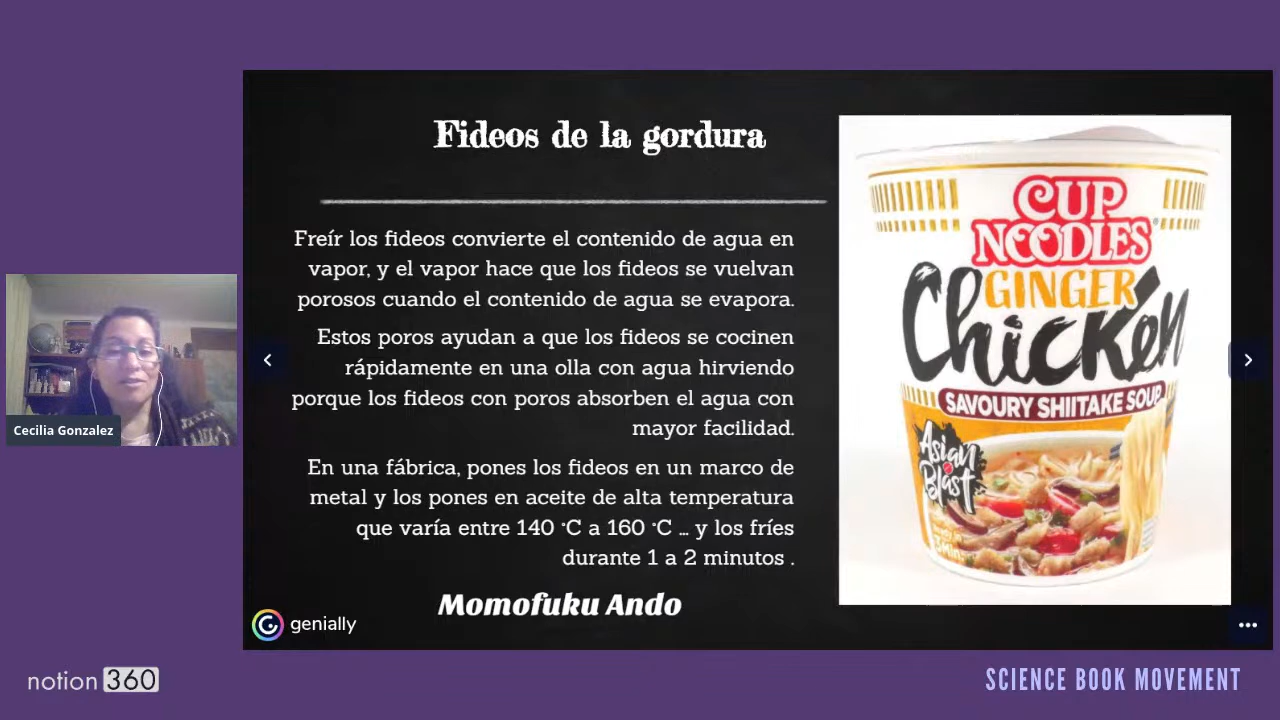 Fideos de la gordura
Freír los fideos convierte el contenido de agua en
vapor, y el vapor hace que los fideos se vuelvan
porosos cuando el contenido de agua se evapora.
Estos poros ayudan a que los fideos se cocinen
rápidamente en una olla con agua hirviendo
porque los fideos con poros absorben el agua con
mayor facilidad.
En una fábrica, pones los fideos en un marco de
metal y los pones en aceite de alta temperatura
que varía entre 140 °C a 160 °C ... y los fríes
durante 1 a 2 minutos .
Momofuku Ando
genially
CUP
NOODLES®
GINGER
Chicken
SAVOURY SHIITAKE SOUP
Asian
Blast
Cecilia Gonzalez
notion 360
SCIENCE BOOK MOVEMENT